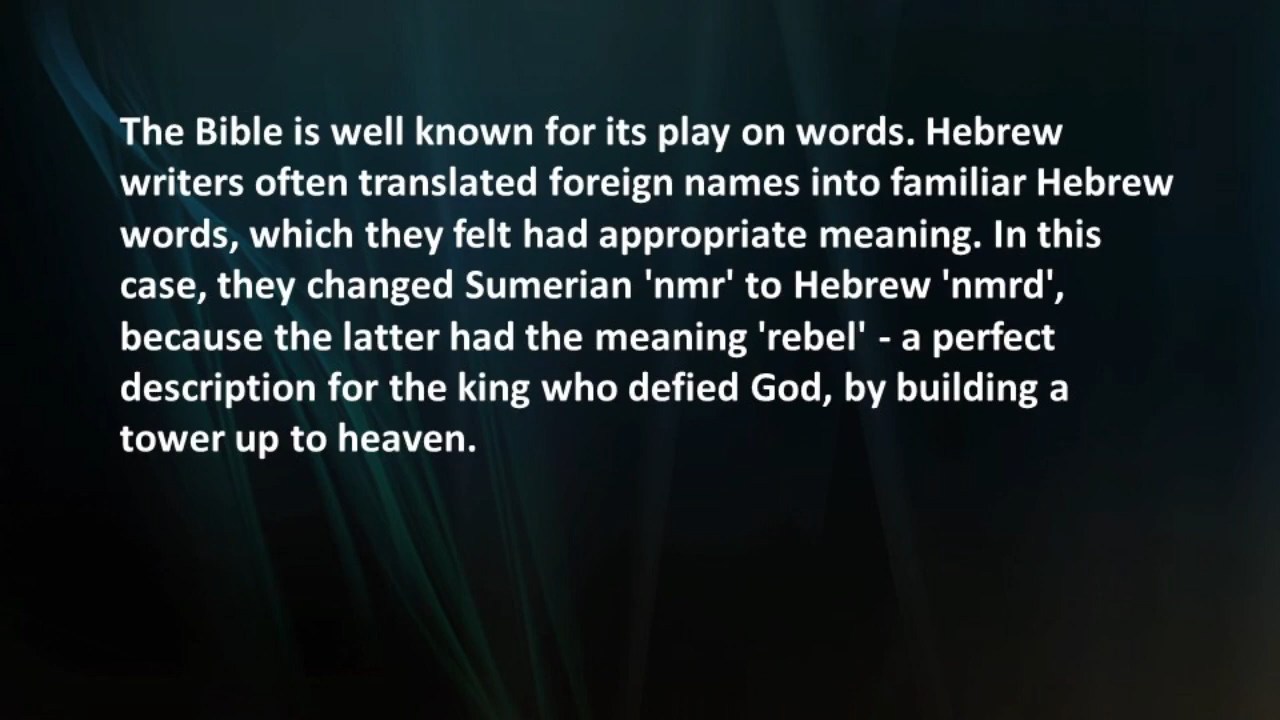 The Bible is well known for its play on words. Hebrew
writers often translated foreign names into familiar Hebrew
words, which they felt had appropriate meaning. In this
case, they changed Sumerian 'nmr' to Hebrew 'nmrd',
because the latter had the meaning 'rebel' - a perfect
description for the king who defied God, by building a
tower up to heaven.